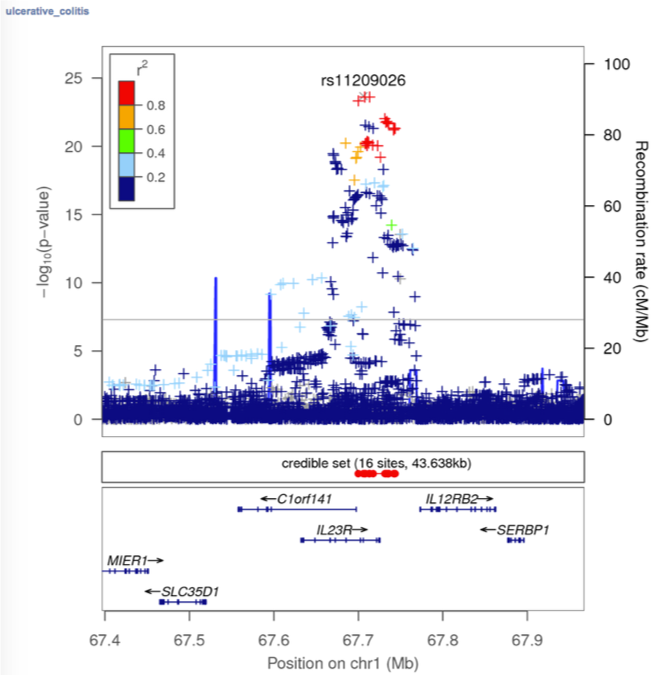 ulcerative_colitis
rs11209026
r²
0.8
0.6
0.4
0.2
25
20
15
10
5
0
−log₁₀(p−value)
100
80
60
40
20
0
Recombination rate (cM/Mb)
credible set (16 sites, 43.638kb)
←C1orf141
IL12RB2→
IL23R→
←SERBP1
MIER1→
←SLC35D1
67.4 67.5 67.6 67.7 67.8 67.9
Position on chr1 (Mb)